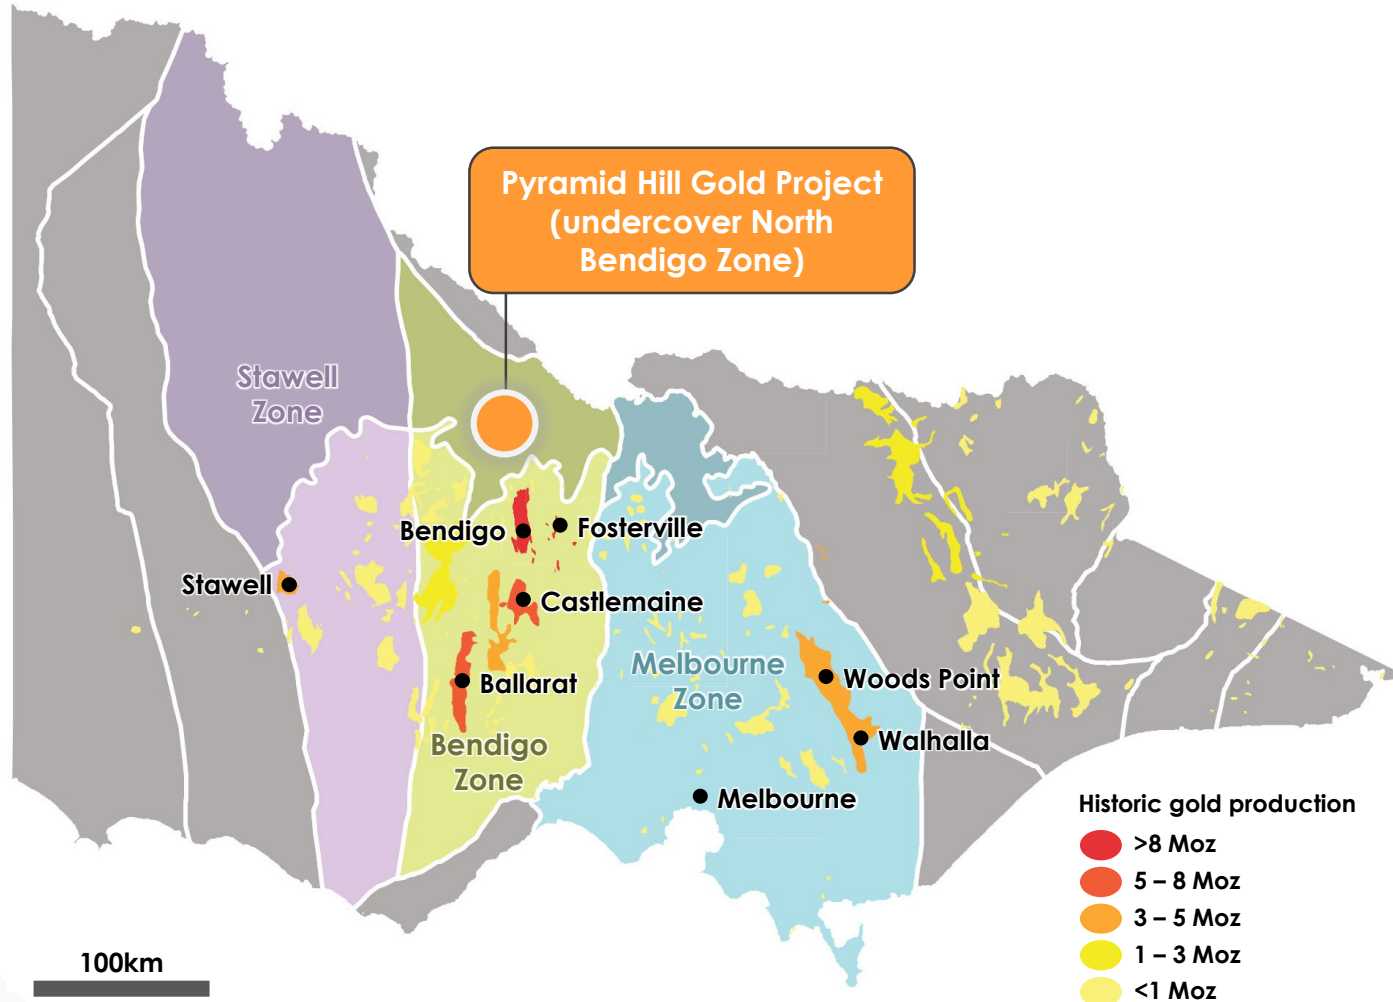 Pyramid Hill Gold Project
(undercover North
Bendigo Zone)
Stawell
Zone
Bendigo
Fosterville
Stawell
Castlemaine
Melbourne
Zone
Woods Point
Ballarat
Bendigo
Zone
Walhalla
Melbourne
Historic gold production
>8 Moz
5 – 8 Moz
3 – 5 Moz
1 – 3 Moz
<1 Moz
100km